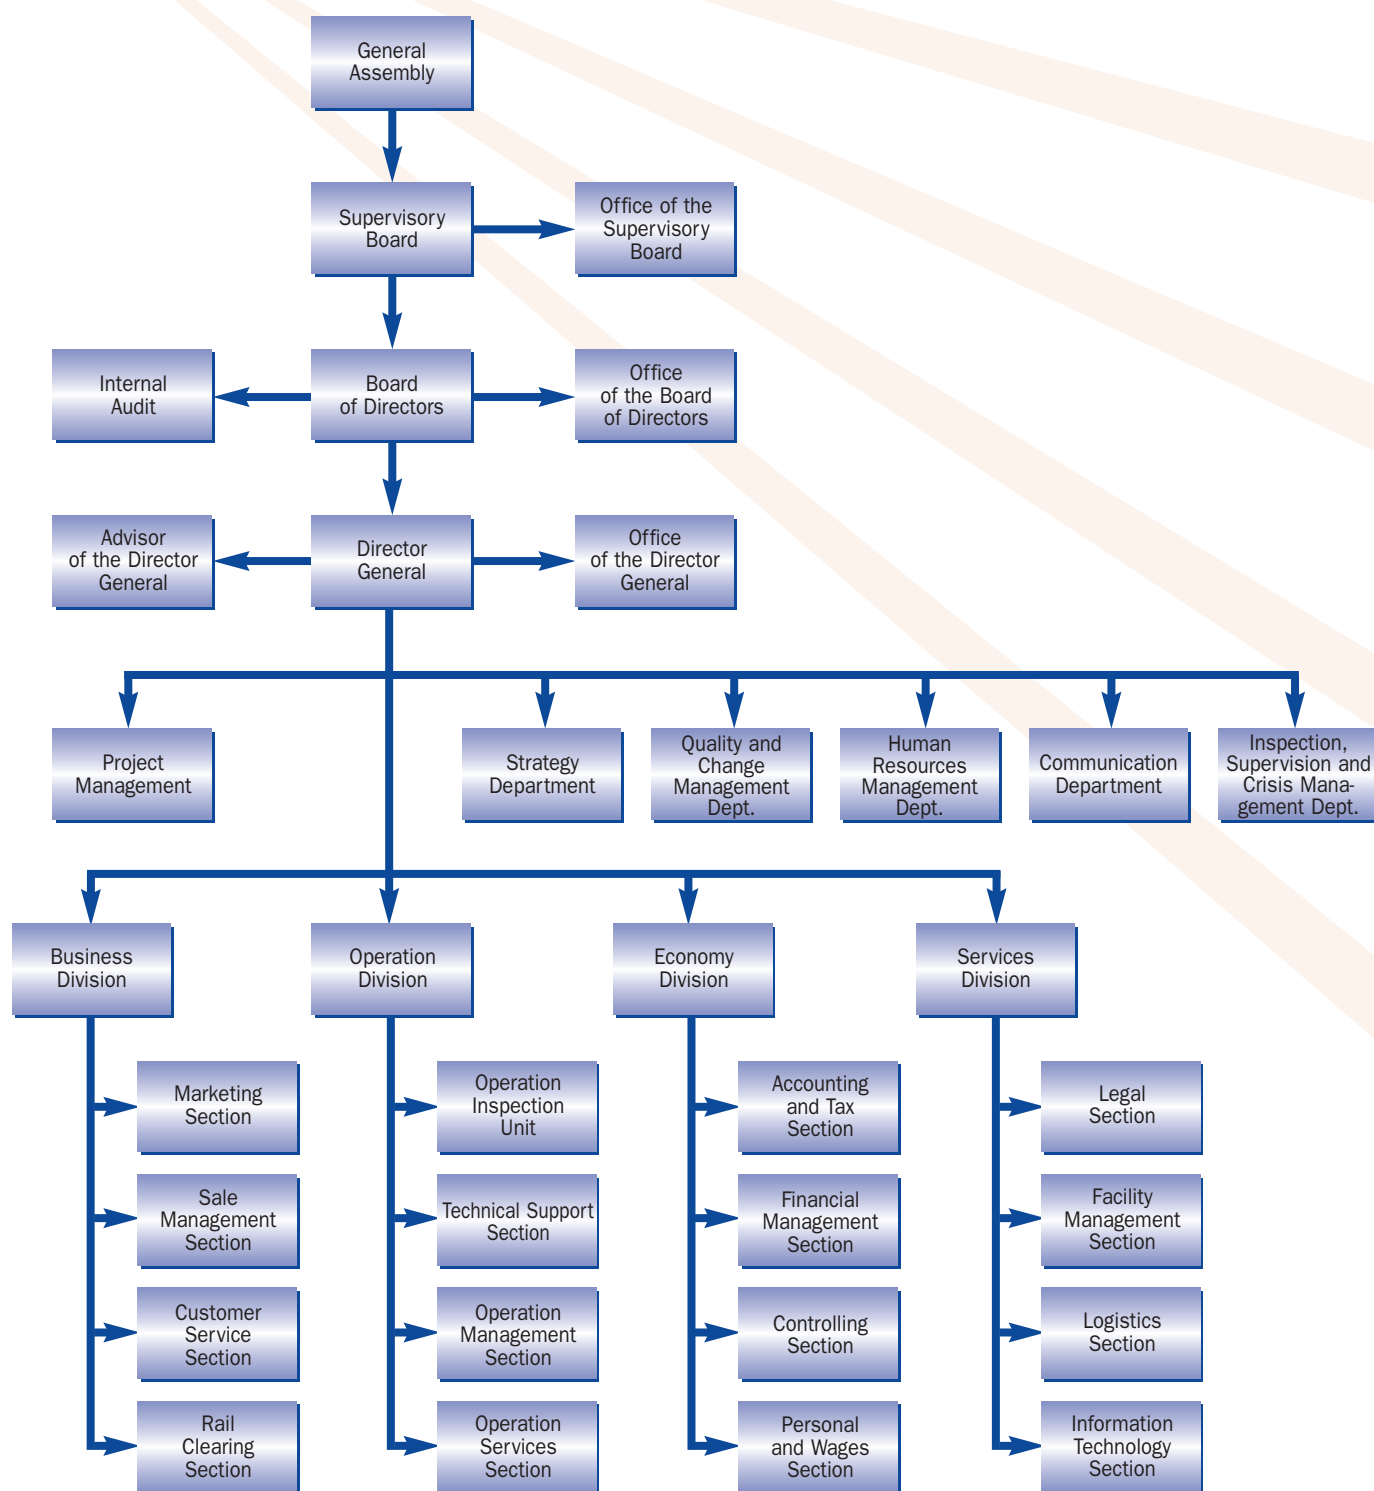 General
Assembly
Supervisory
Board
Office of the
Supervisory
Board
Internal
Audit
Board
of Directors
Office
of the Board
of Directors
Advisor
of the Director
General
Director
General
Office
of the Director
General
Project
Management
Strategy
Department
Quality and
Change
Management
Dept.
Human
Resources
Management
Dept.
Communication
Department
Inspection,
Supervision and
Crisis Mana-
gement Dept.
Business
Division
Operation
Division
Economy
Division
Services
Division
Marketing
Section
Operation
Inspection
Unit
Accounting
and Tax
Section
Legal
Section
Sale
Management
Section
Technical Support
Section
Financial
Management
Section
Facility
Management
Section
Customer
Service
Section
Operation
Management
Section
Controlling
Section
Logistics
Section
Rail
Clearing
Section
Operation
Services
Section
Personal
and Wages
Section
Information
Technology
Section